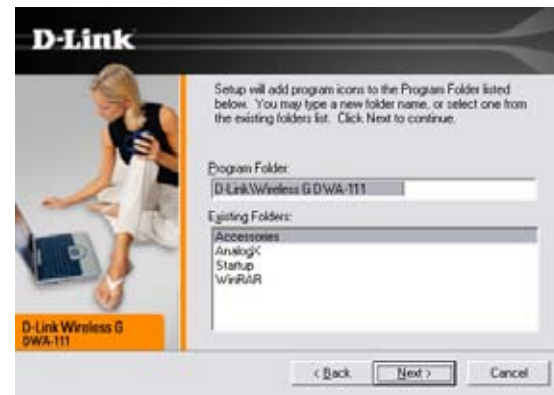 D-Link
Setup will add program icons to the Program Folder listed
below. You may type a new folder name, or select one from
the existing folders list. Click Next to continue.
Program Folder:
D-Link\Wireless G DWA-111
Existing Folders:
Accessories
AnalogX
Startup
WinRAR
D-Link Wireless G
DWA-111
< Back
Next >
Cancel